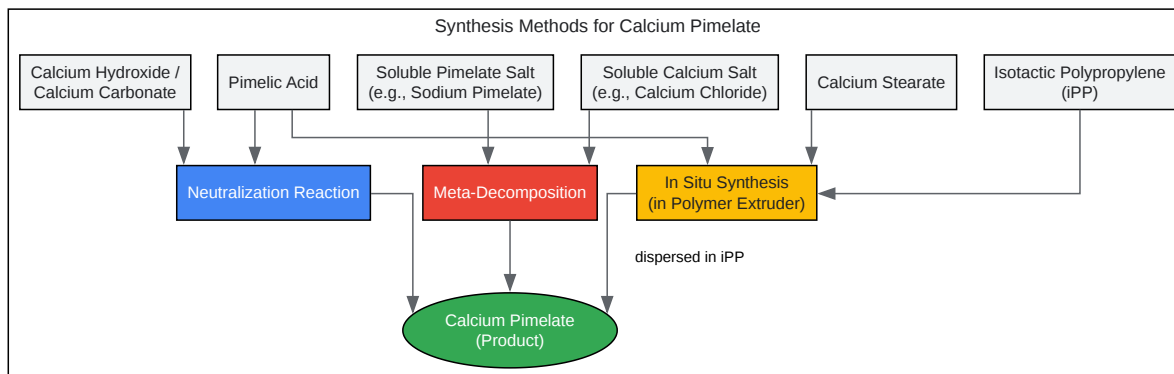 Synthesis Methods for Calcium Pimelate
Calcium Hydroxide /
Calcium Carbonate
Pimelic Acid
Soluble Pimelate Salt
(e.g., Sodium Pimelate)
Soluble Calcium Salt
(e.g., Calcium Chloride)
Calcium Stearate
Isotactic Polypropylene
(iPP)
Neutralization Reaction
Meta-Decomposition
In Situ Synthesis
(in Polymer Extruder)
dispersed in iPP
Calcium Pimelate
(Product)